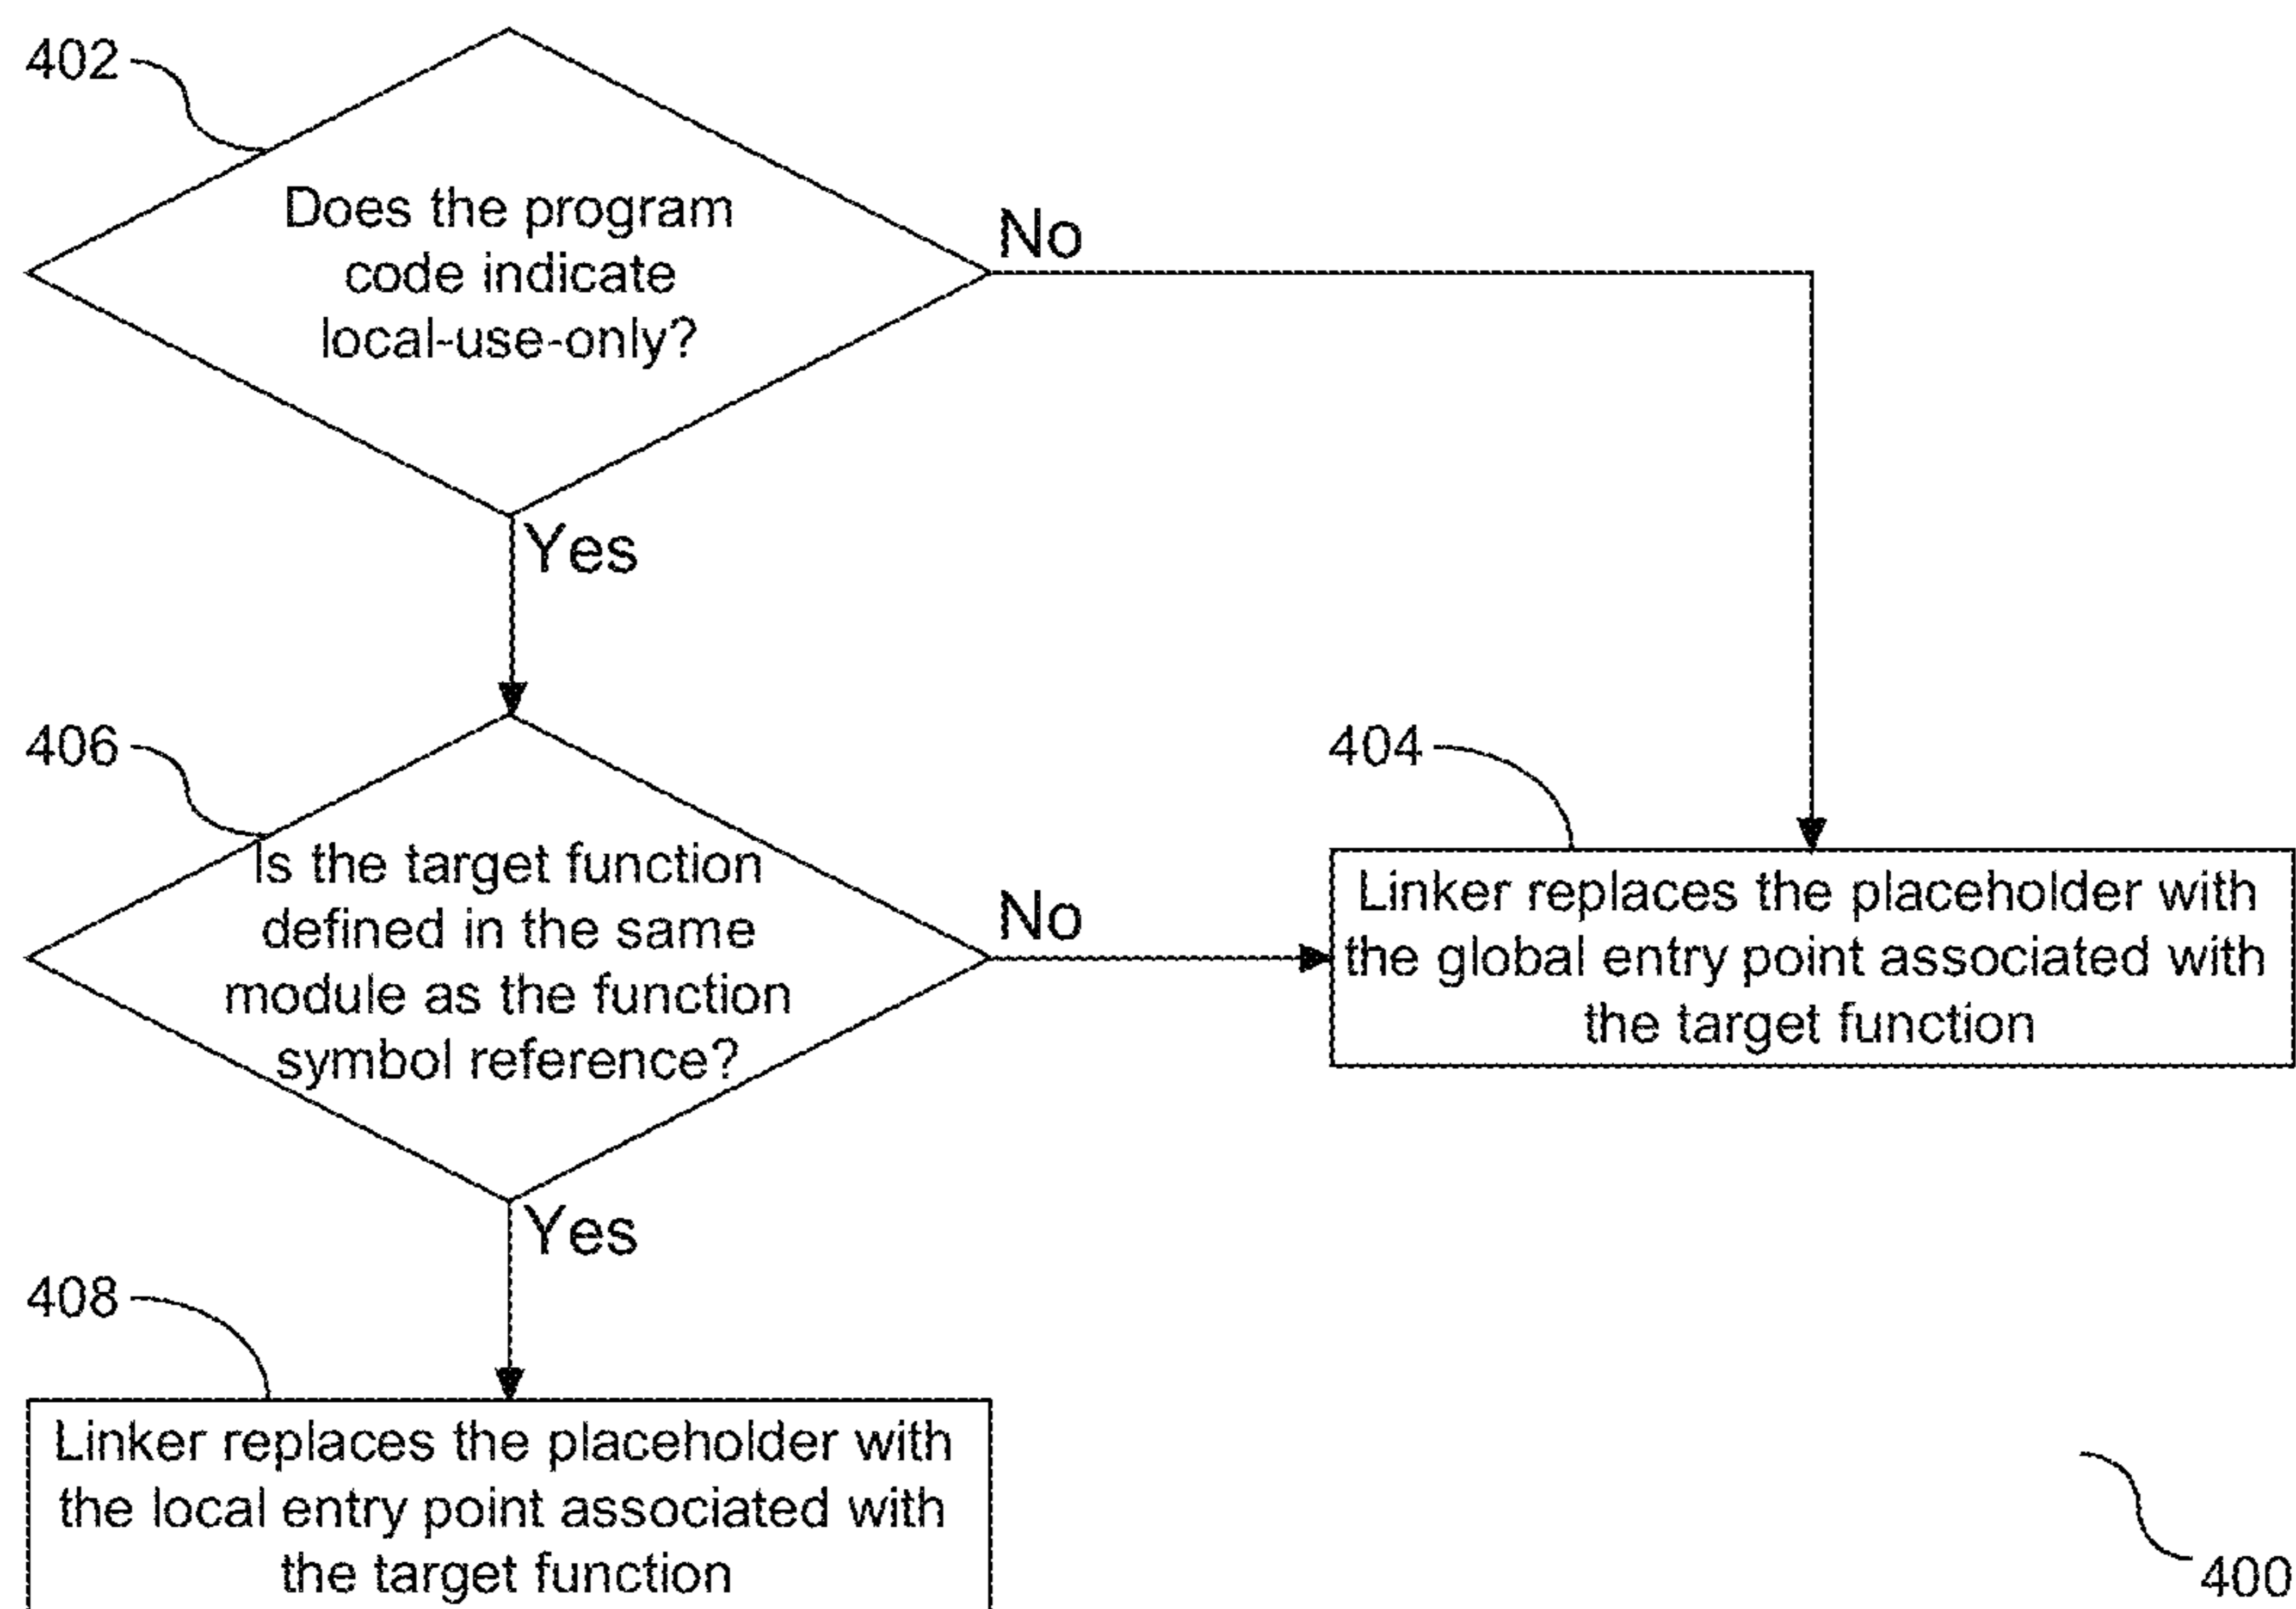 402
Does the program
code indicate
local-use-only?
No
Yes
406
Is the target function
defined in the same
module as the function
symbol reference?
No
404
Linker replaces the placeholder with
the global entry point associated with
the target function
Yes
408
Linker replaces the placeholder with
the local entry point associated with
the target function
400